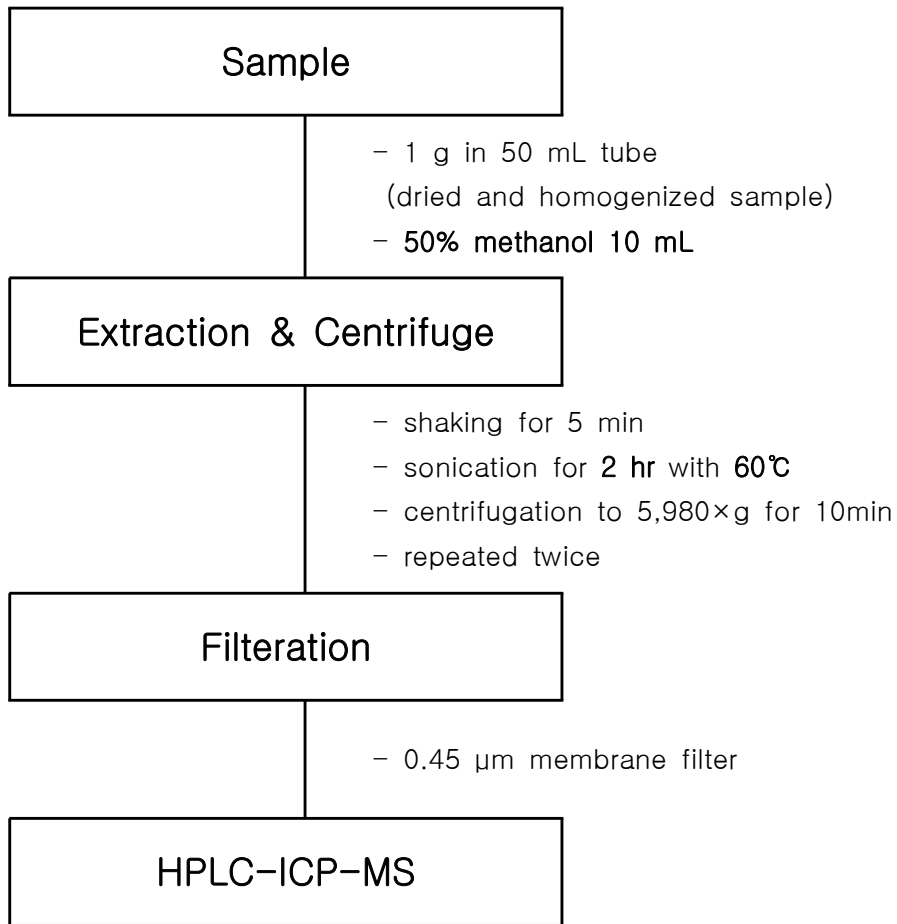 Sample
- 1 g in 50 mL tube
(dried and homogenized sample)
- 50% methanol 10 mL
Extraction & Centrifuge
- shaking for 5 min
- sonication for 2 hr with 60℃
- centrifugation to 5,980×g for 10min
- repeated twice
Filteration
- 0.45 μm membrane filter
HPLC-ICP-MS